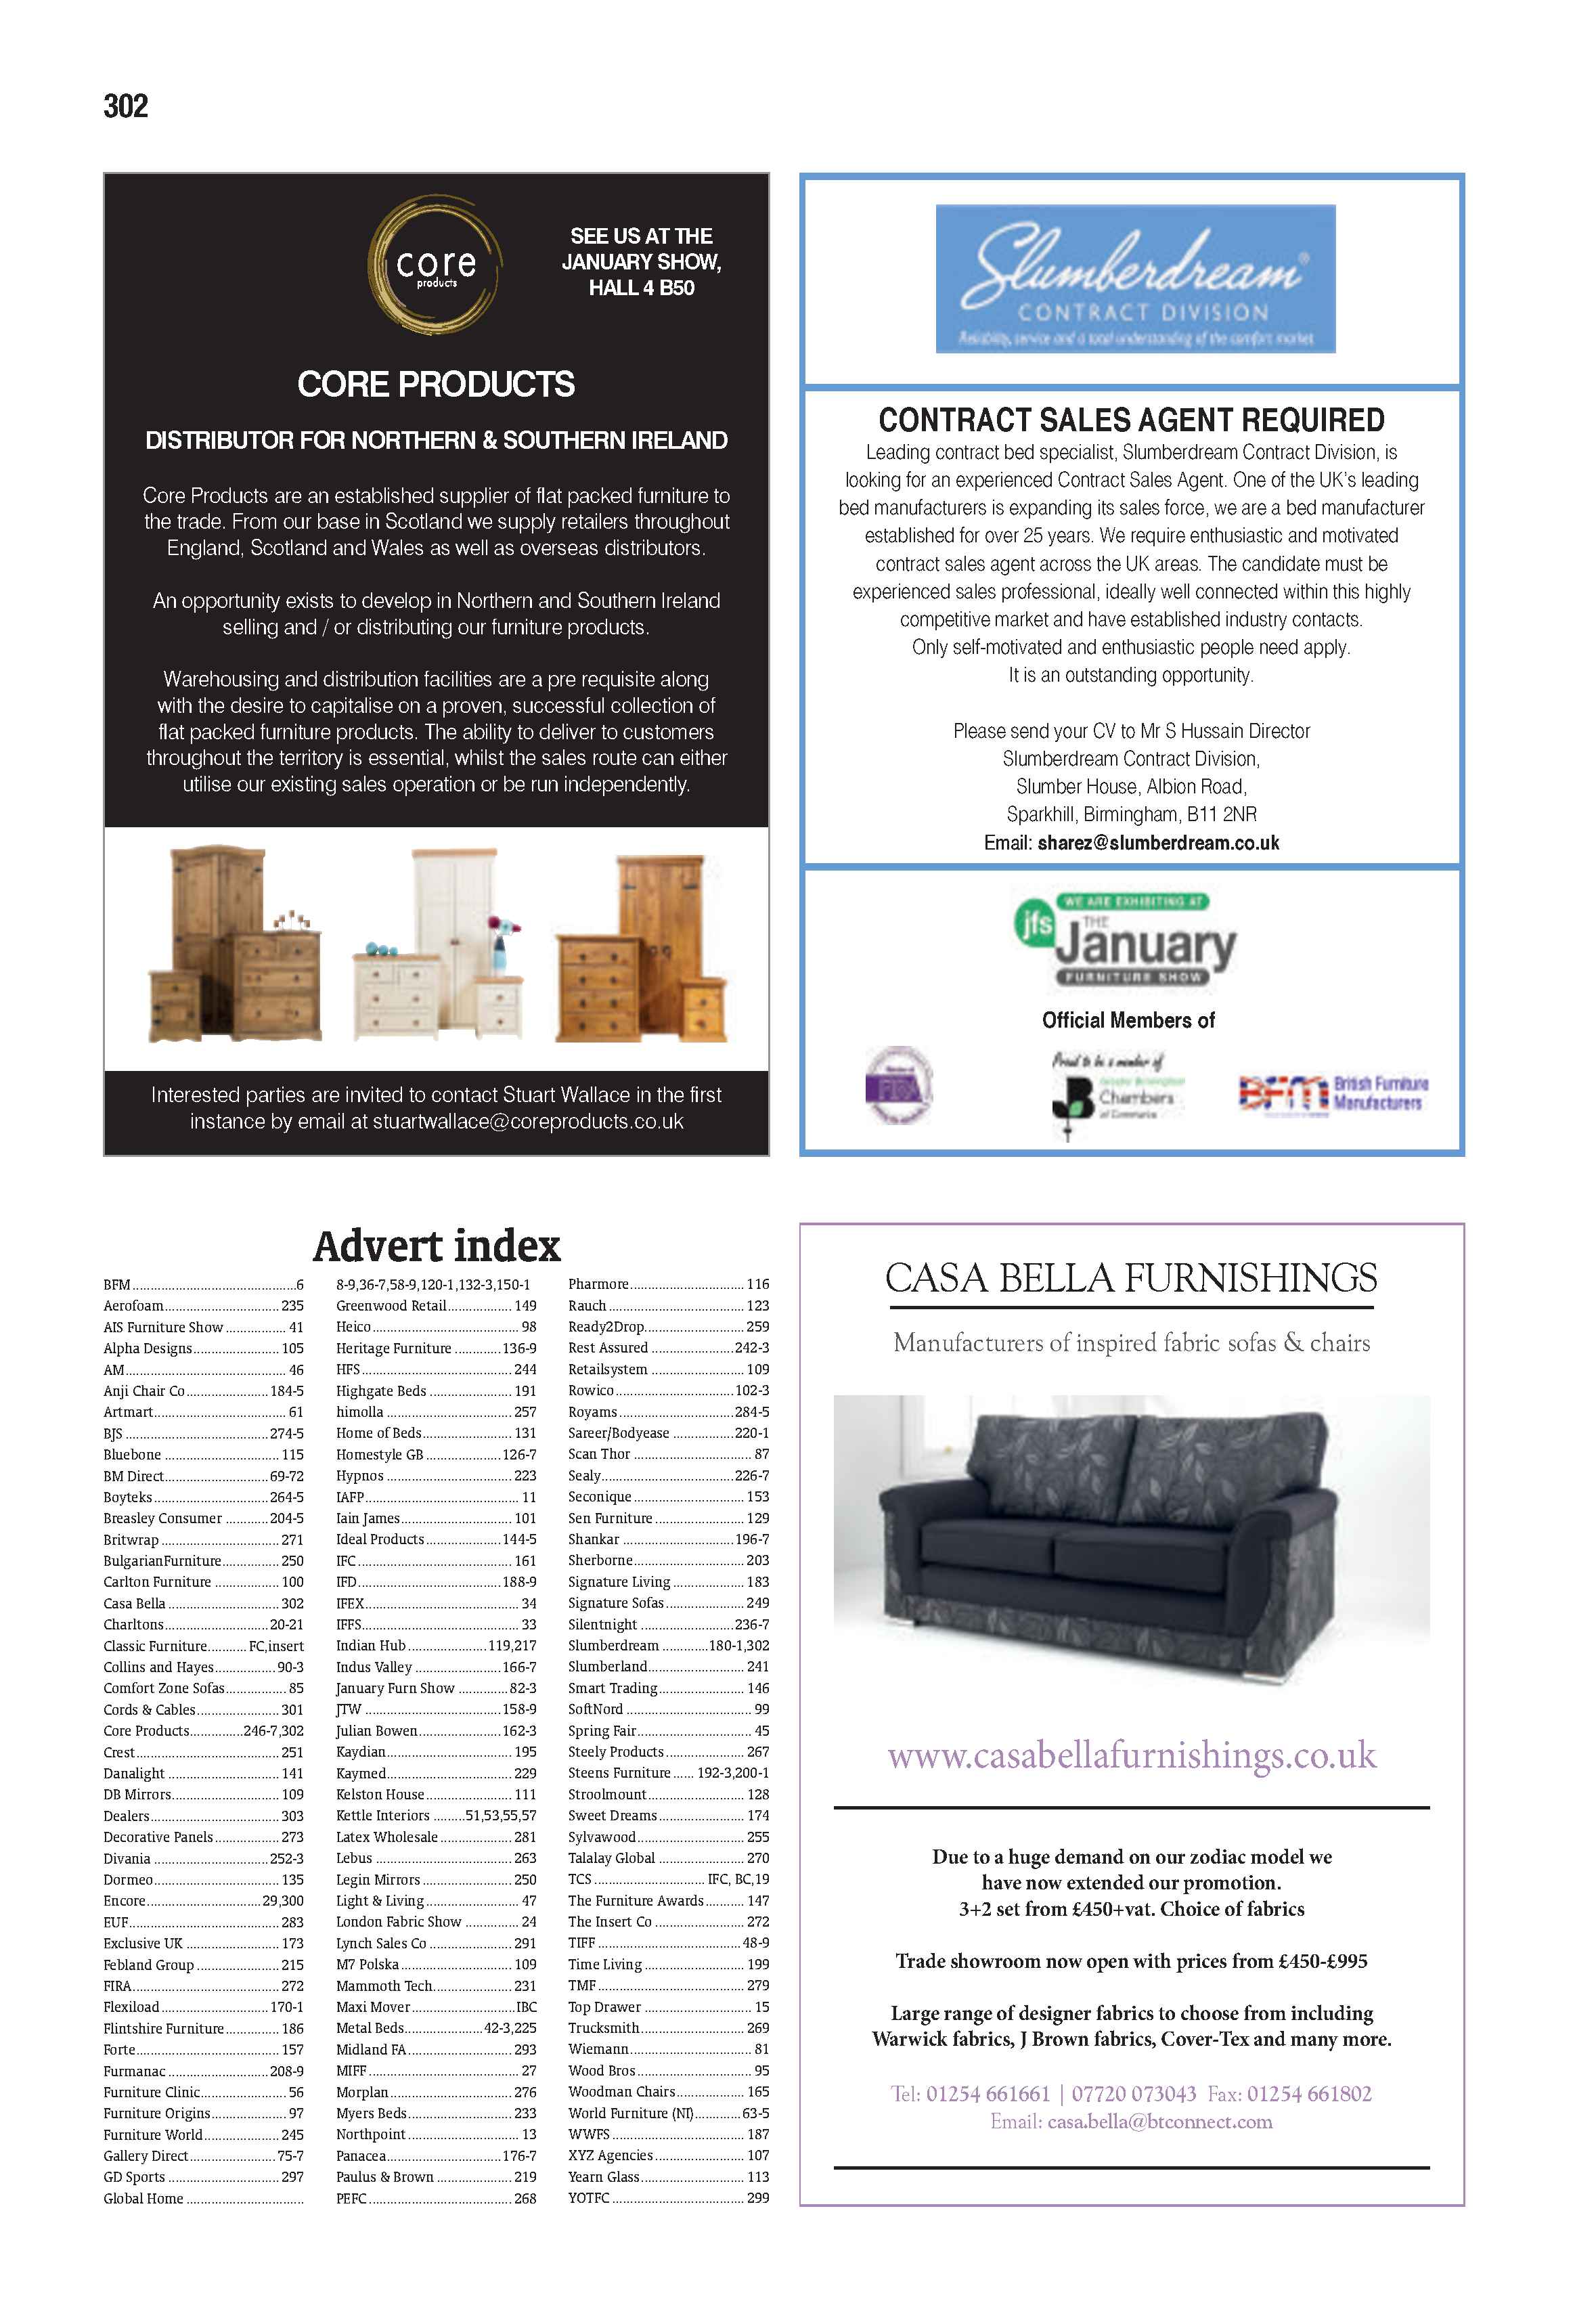 302
core
products
SEE US AT THE
JANUARY SHOW,
HALL 4 B50
CORE PRODUCTS
DISTRIBUTOR FOR NORTHERN & SOUTHERN IRELAND
Core Products are an established supplier of flat packed furniture to
the trade. From our base in Scotland we supply retailers throughout
England, Scotland and Wales as well as overseas distributors.
An opportunity exists to develop in Northern and Southern Ireland
selling and / or distributing our furniture products.
Warehousing and distribution facilities are a pre requisite along
with the desire to capitalise on a proven, successful collection of
flat packed furniture products. The ability to deliver to customers
throughout the territory is essential, whilst the sales route can either
utilise our existing sales operation or be run independently.
Interested parties are invited to contact Stuart Wallace in the first
instance by email at stuartwallace@coreproducts.co.uk
Slumberdream®
CONTRACT DIVISION
Reliability, service and a total understanding of the comfort market
CONTRACT SALES AGENT REQUIRED
Leading contract bed specialist, Slumberdream Contract Division, is
looking for an experienced Contract Sales Agent. One of the UK's leading
bed manufacturers is expanding its sales force, we are a bed manufacturer
established for over 25 years. We require enthusiastic and motivated
contract sales agent across the UK areas. The candidate must be
experienced sales professional, ideally well connected within this highly
competitive market and have established industry contacts.
Only self-motivated and enthusiastic people need apply.
It is an outstanding opportunity.
Please send your CV to Mr S Hussain Director
Slumberdream Contract Division,
Slumber House, Albion Road,
Sparkhill, Birmingham, B11 2NR
Email: sharez@slumberdream.co.uk
WE ARE EXHIBITING AT
jfs THE
January
FURNITURE SHOW
Official Members of
Proud to be a member of
Greater Birmingham
Chambers
of Commerce
BFM British Furniture
Manufacturers
Advert index
BFM.....6
Aerofoam.....235
AIS Furniture Show.....41
Alpha Designs.....105
AM.....46
Anji Chair Co.....184-5
Artmart.....61
BJS.....274-5
Bluebone.....115
BM Direct.....69-72
Boyteks.....264-5
Breasley Consumer.....204-5
Britwrap.....271
BulgarianFurniture.....250
Carlton Furniture.....100
Casa Bella.....302
Charltons.....20-21
Classic Furniture.....FC,insert
Collins and Hayes.....90-3
Comfort Zone Sofas.....85
Cords & Cables.....301
Core Products.....246-7,302
Crest.....251
Danalight.....141
DB Mirrors.....109
Dealers.....303
Decorative Panels.....273
Divania.....252-3
Dormeo.....135
Encore.....29,300
EUF.....283
Exclusive UK.....173
Febland Group.....215
FIRA.....272
Flexiload.....170-1
Flintshire Furniture.....186
Forte.....157
Furmanac.....208-9
Furniture Clinic.....56
Furniture Origins.....97
Furniture World.....245
Gallery Direct.....75-7
GD Sports.....297
Global Home.....
8-9,36-7,58-9,120-1,132-3,150-1
Greenwood Retail.....149
Heico.....98
Heritage Furniture.....136-9
HFS.....244
Highgate Beds.....191
himolla.....257
Home of Beds.....131
Homestyle GB.....126-7
Hypnos.....223
IAFP.....11
Iain James.....101
Ideal Products.....144-5
IFC.....161
IFD.....188-9
IFEX.....34
IFFS.....33
Indian Hub.....119,217
Indus Valley.....166-7
January Furn Show.....82-3
JTW.....158-9
Julian Bowen.....162-3
Kaydian.....195
Kaymed.....229
Kelston House.....111
Kettle Interiors.....51,53,55,57
Latex Wholesale.....281
Lebus.....263
Legin Mirrors.....250
Light & Living.....47
London Fabric Show.....24
Lynch Sales Co.....291
M7 Polska.....109
Mammoth Tech.....231
Maxi Mover.....IBC
Metal Beds.....42-3,225
Midland FA.....293
MIFF.....27
Morplan.....276
Myers Beds.....233
Northpoint.....13
Panacea.....176-7
Paulus & Brown.....219
PEFC.....268
Pharmore.....116
Rauch.....123
Ready2Drop.....259
Rest Assured.....242-3
Retailsystem.....109
Rowico.....102-3
Royams.....284-5
Sareer/Bodyease.....220-1
Scan Thor.....87
Sealy.....226-7
Seconique.....153
Sen Furniture.....129
Shankar.....196-7
Sherborne.....203
Signature Living.....183
Signature Sofas.....249
Silentnight.....236-7
Slumberdream.....180-1,302
Slumberland.....241
Smart Trading.....146
SoftNord.....99
Spring Fair.....45
Steely Products.....267
Steens Furniture.....192-3,200-1
Stroolmount.....128
Sweet Dreams.....174
Sylvawood.....255
Talalay Global.....270
TCS.....IFC, BC,19
The Furniture Awards.....147
The Insert Co.....272
TIFF.....48-9
Time Living.....199
TMF.....279
Top Drawer.....15
Trucksmith.....269
Wiemann.....81
Wood Bros.....95
Woodman Chairs.....165
World Furniture (NI).....63-5
WWFS.....187
XYZ Agencies.....107
Yearn Glass.....113
YOTFC.....299
CASA BELLA FURNISHINGS
Manufacturers of inspired fabric sofas & chairs
www.casabellafurnishings.co.uk
Due to a huge demand on our zodiac model we
have now extended our promotion.
3+2 set from £450+vat. Choice of fabrics
Trade showroom now open with prices from £450-£995
Large range of designer fabrics to choose from including
Warwick fabrics, J Brown fabrics, Cover-Tex and many more.
Tel: 01254 661661 | 07720 073043 Fax: 01254 661802
Email: casa.bella@btconnect.com